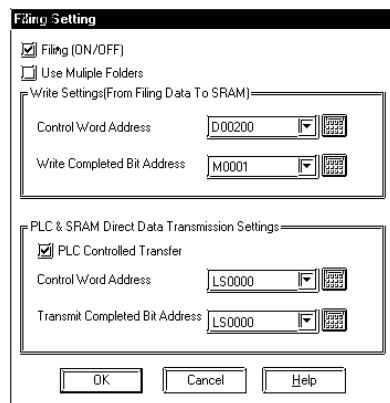 Filing Setting
Filing (ON/OFF)
Use Muliple Folders
Write Settings(From Filing Data To SRAM)
Control Word Address D00200
Write Completed Bit Address M0001
PLC & SRAM Direct Data Transmission Settings
PLC Controlled Transfer
Control Word Address LS0000
Transmit Completed Bit Address LS0000
OK Cancel Help